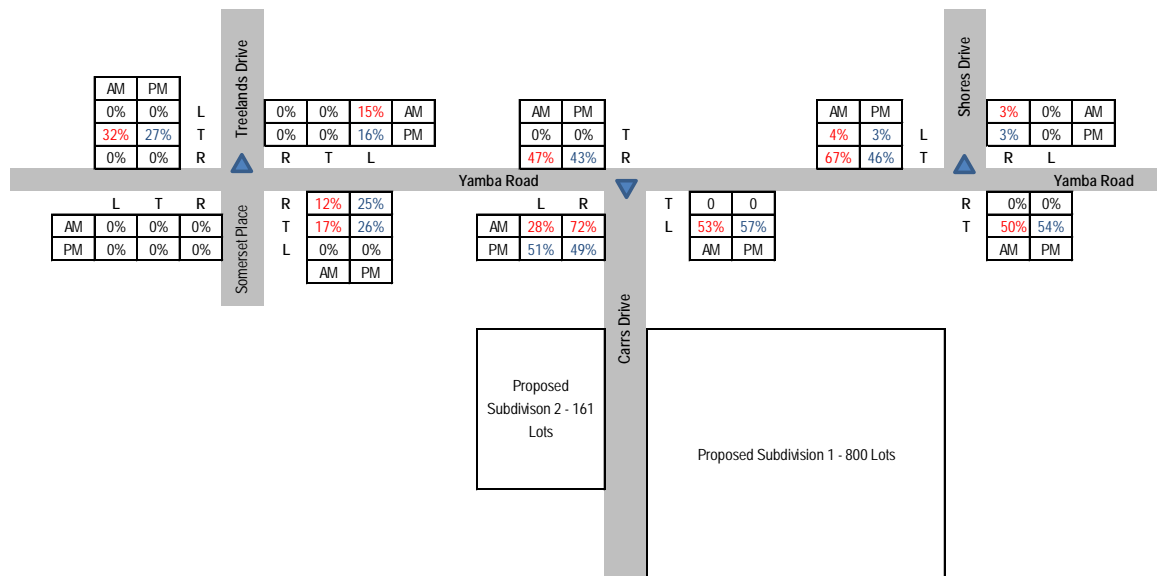 Treelands Drive
AM PM
0% 0% L
32% 27% T
0% 0% R
0% 0% 15% AM
0% 0% 16% PM
R T L
AM PM
0% 0% T
47% 43% R
AM PM
4% 3% L
67% 46% T
Shores Drive
3% 0% AM
3% 0% PM
R L
Yamba Road
Yamba Road
L T R
AM 0% 0% 0%
PM 0% 0% 0%
Somerset Place
R 12% 25%
T 17% 26%
L 0% 0%
AM PM
L R
AM 28% 72%
PM 51% 49%
T 0 0
L 53% 57%
AM PM
R 0% 0%
T 50% 54%
AM PM
Carrs Drive
Proposed
Subdivison 2 - 161
Lots
Proposed Subdivision 1 - 800 Lots